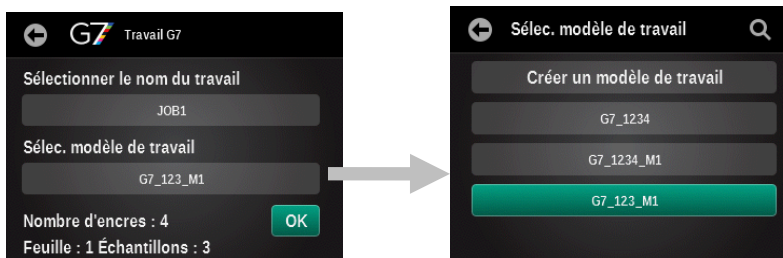 G7 Travail G7
Sélectionner le nom du travail
JOB1
Sélec. modèle de travail
G7_123_M1
Nombre d'encres : 4
OK
Feuille : 1 Échantillons : 3
Sélec. modèle de travail
Créer un modèle de travail
G7_1234
G7_1234_M1
G7_123_M1